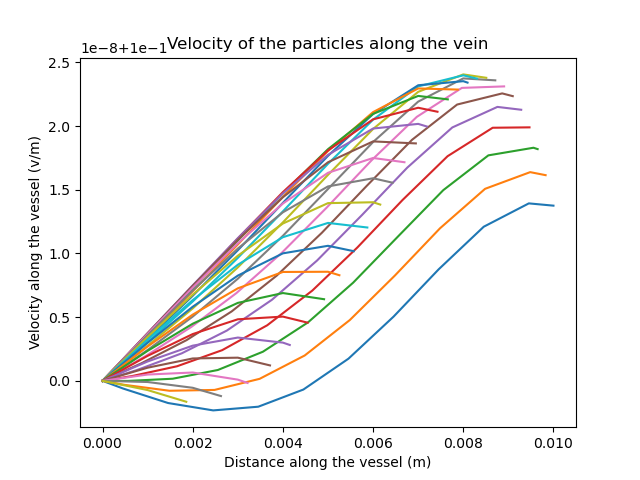 Velocity of the particles along the vein
1e−8+1e−1
2.5
2.0
1.5
1.0
0.5
0.0
Velocity along the vessel (v/m)
0.000 0.002 0.004 0.006 0.008 0.010
Distance along the vessel (m)